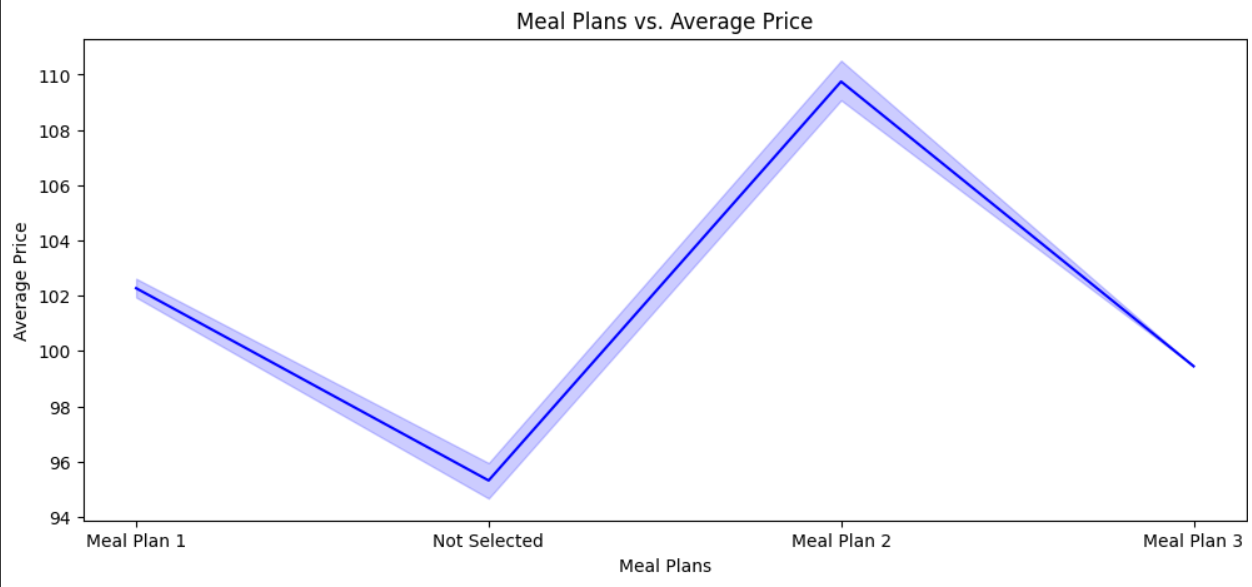 Meal Plans vs. Average Price
110
108
106
104
102
100
98
96
94
Average Price
Meal Plan 1 Not Selected Meal Plan 2 Meal Plan 3
Meal Plans